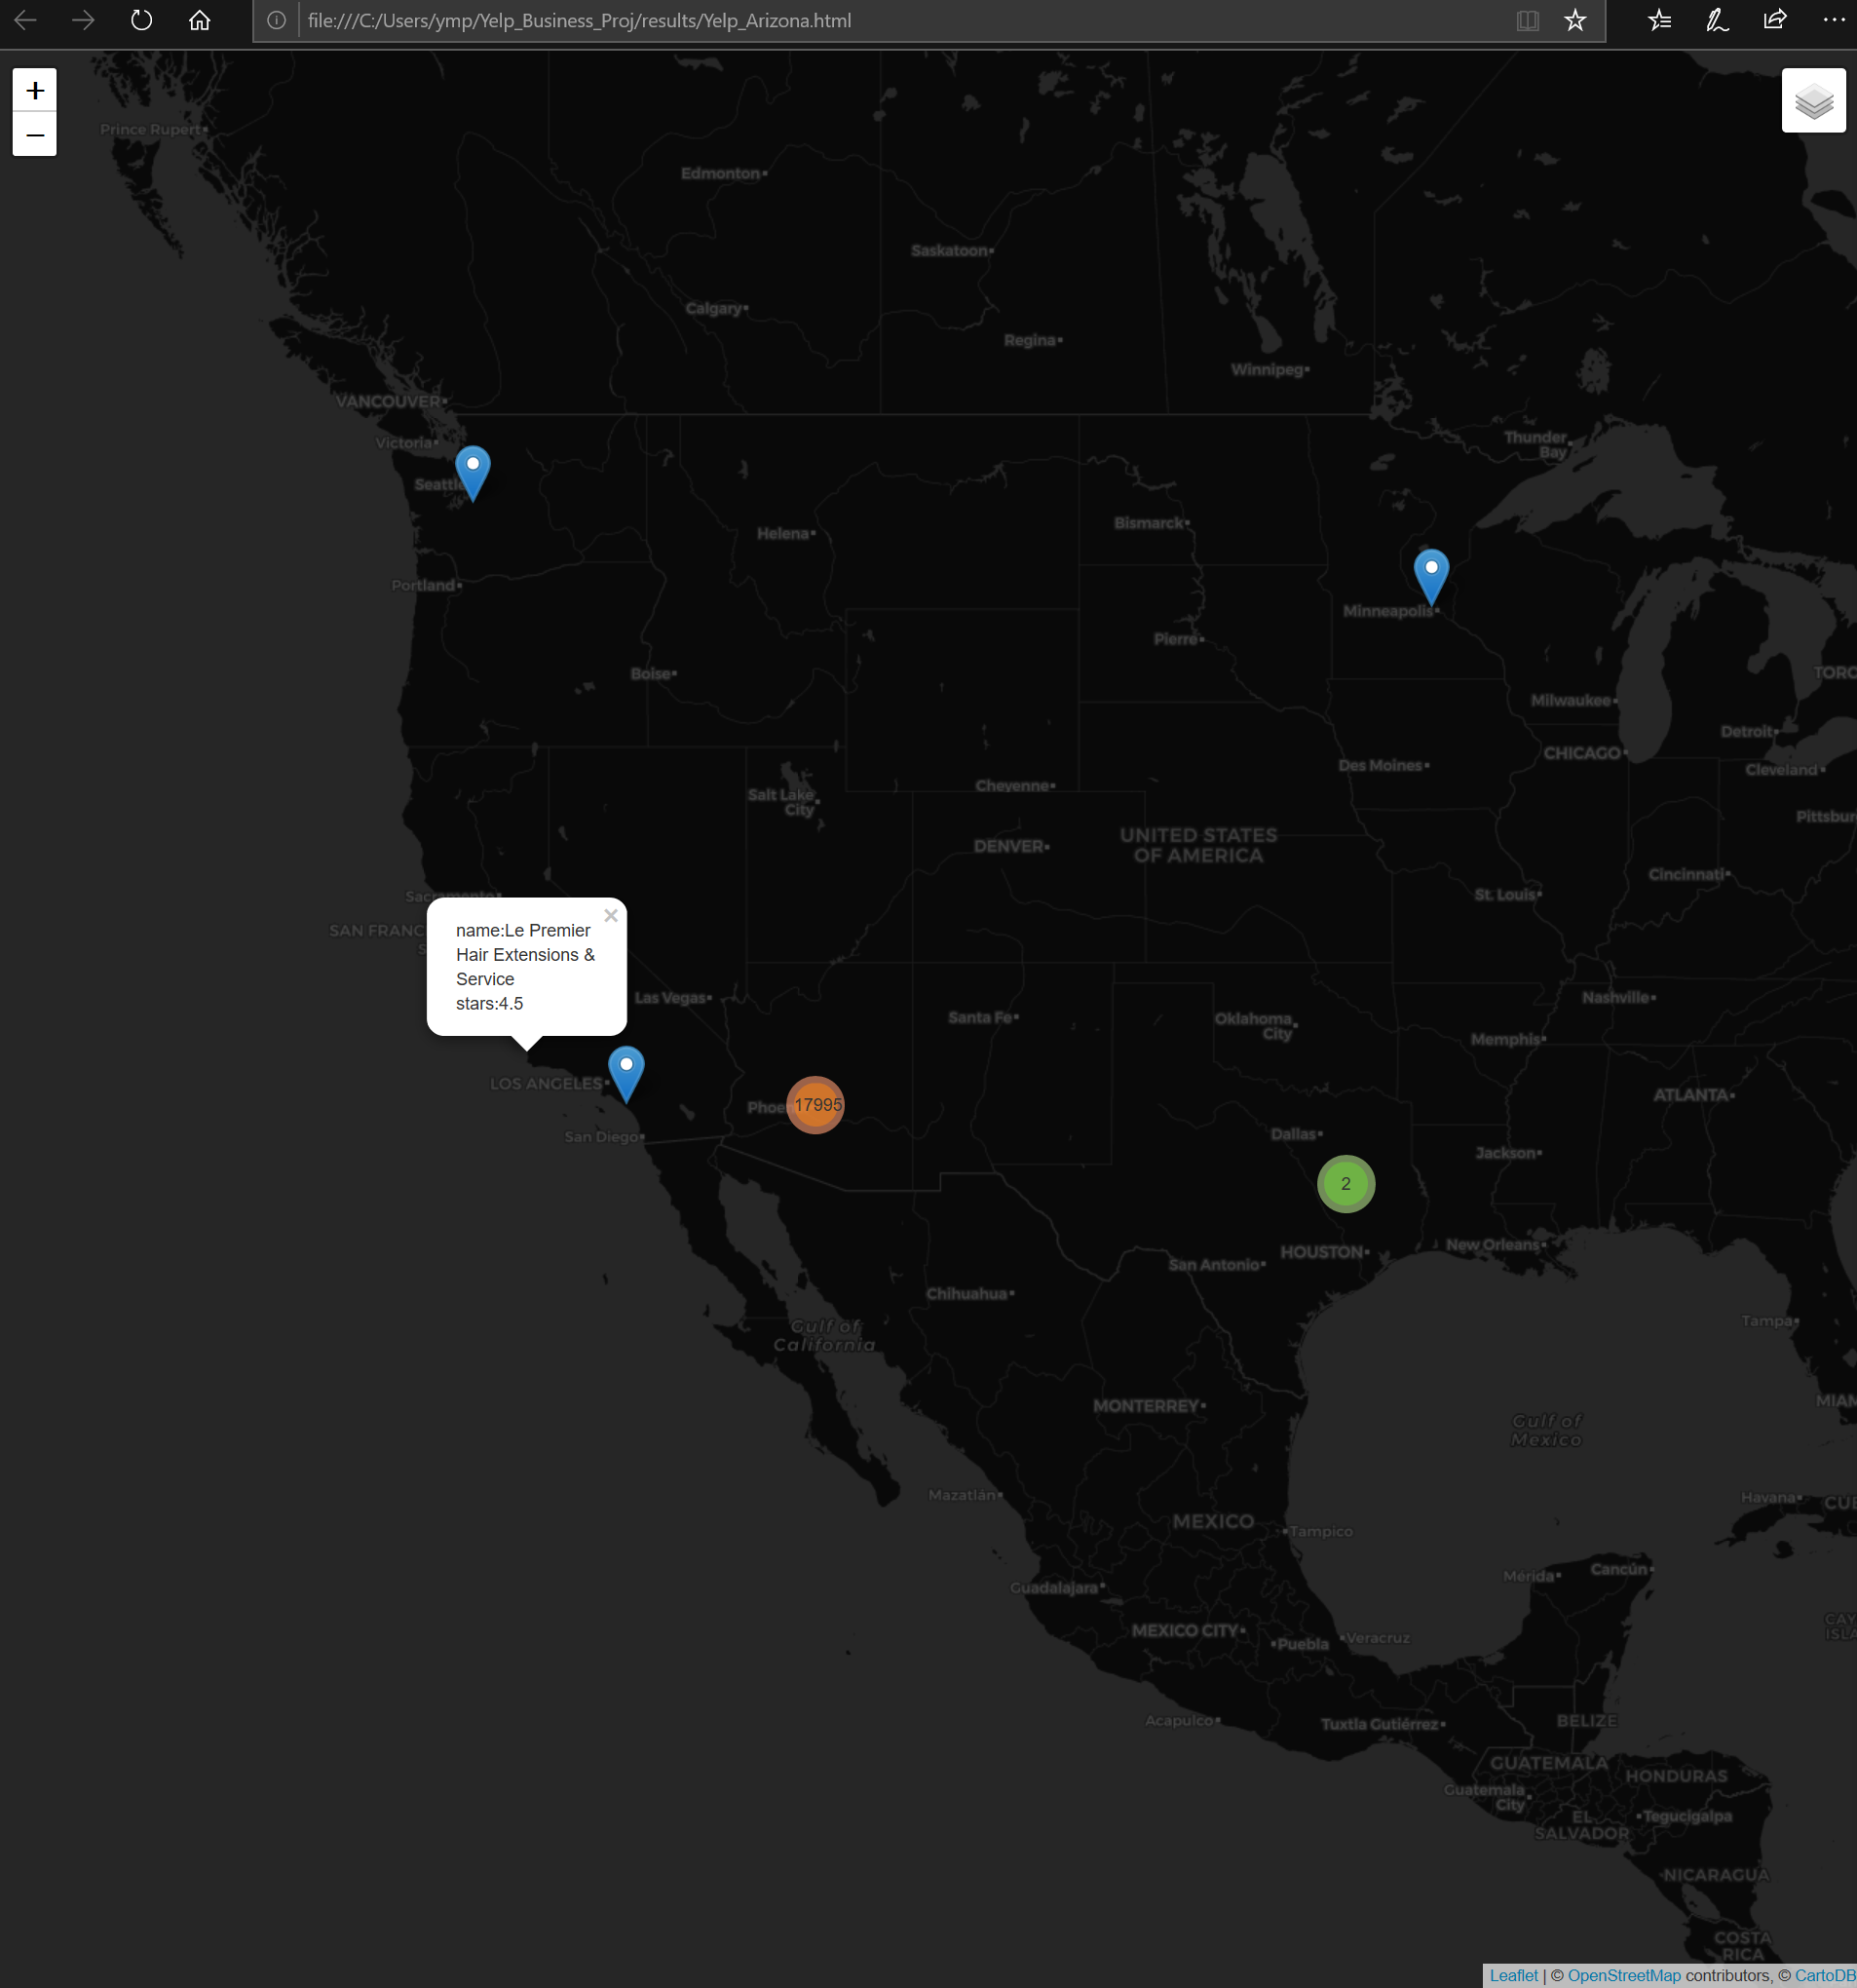 file:///C:/Users/ymp/Yelp_Business_Proj/results/Yelp_Arizona.html
+
−
Prince Rupert
Edmonton
Saskatoon
Calgary
Regina
Winnipeg
VANCOUVER
Victoria
Thunder
Bay
Seattle
Bismarck
Helena
Portland
Minneapolis
Pierre
Boise
TORO
Milwaukee
Detroit
CHICAGO
Des Moines
Cleveland
Cheyenne
Salt Lake
City
Pittsbur
UNITED STATES
OF AMERICA
DENVER
Cincinnati
St. Louis
Sacramento
SAN FRANC
S
name:Le Premier
Hair Extensions &
Service
stars:4.5
×
Las Vegas
Nashville
Santa Fe
Oklahoma
City
Memphis
LOS ANGELES
ATLANTA
Phoe
17995
San Diego
Dallas
Jackson
2
New Orleans
HOUSTON
San Antonio
Chihuahua
Gulf of
California
Tampa
MIAM
MONTERREY
Gulf of
Mexico
Mazatlán
Havana
CUE
MEXICO
Tampico
Mérida
Cancún
Guadalajara
CAY
ISLA
MEXICO CITY
Puebla
Veracruz
Acapulco
Tuxtla Gutiérrez
BELIZE
GUATEMALA
HONDURAS
Guatemala
City
EL
SALVADOR
Tegucigalpa
NICARAGUA
COSTA
RICA
Leaflet | © OpenStreetMap contributors, © CartoDB